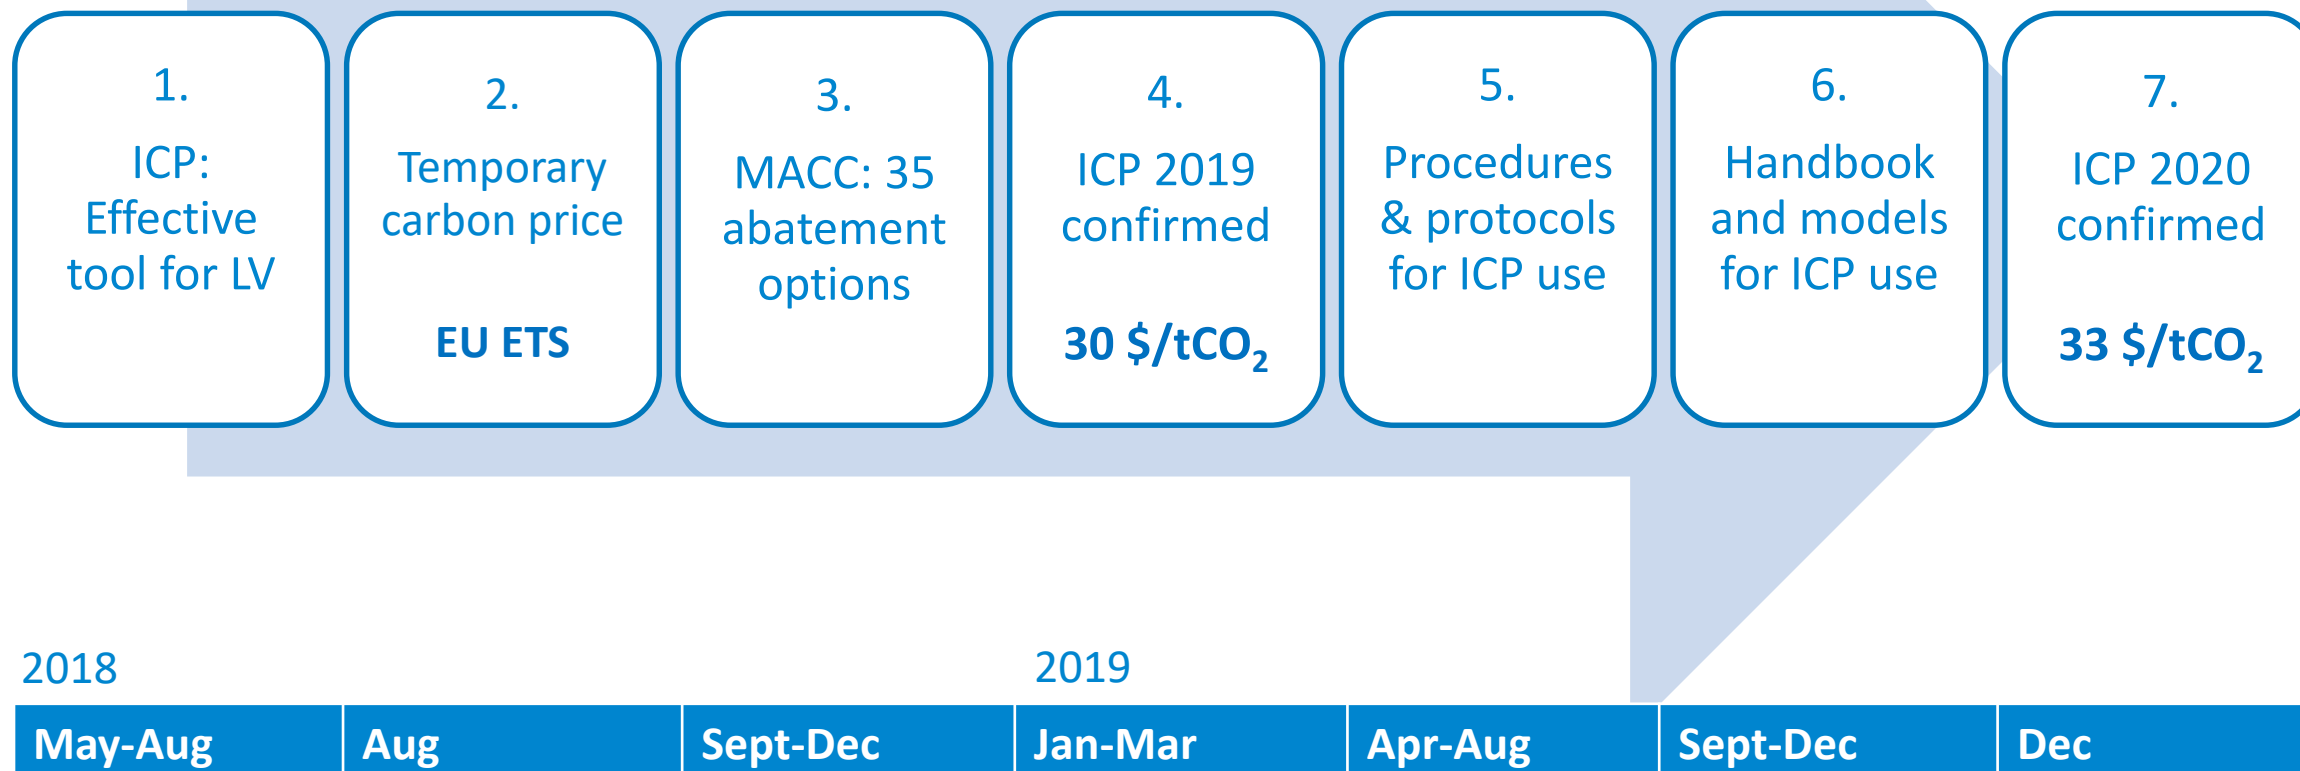 1.
ICP:
Effective
tool for LV
2.
Temporary
carbon price
EU ETS
3.
MACC: 35
abatement
options
4.
ICP 2019
confirmed
30 $/tCO₂
5.
Procedures
& protocols
for ICP use
6.
Handbook
and models
for ICP use
7.
ICP 2020
confirmed
33 $/tCO₂
2018
2019
May-Aug
Aug
Sept-Dec
Jan-Mar
Apr-Aug
Sept-Dec
Dec